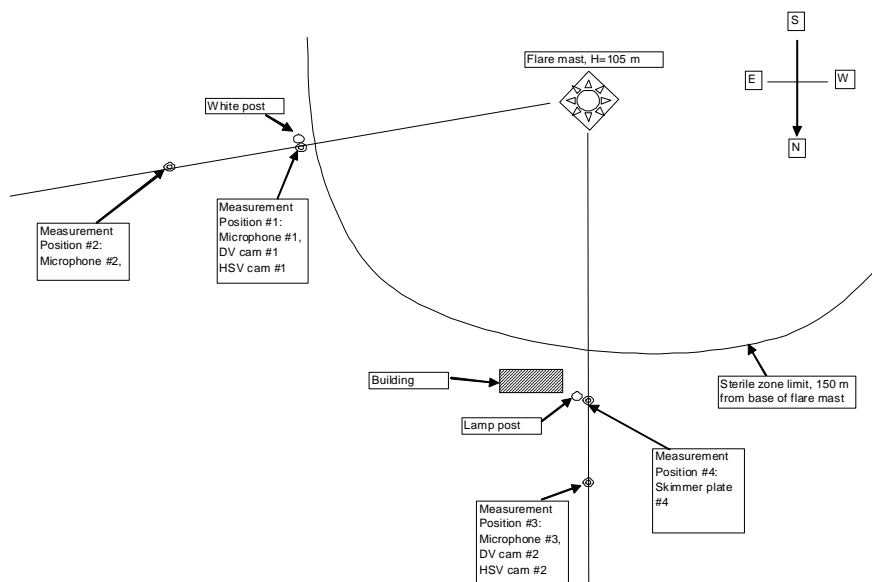 S
Flare mast, H=105 m
E
W
White post
N
Measurement
Position #2:
Microphone #2,
Measurement
Position #1:
Microphone #1,
DV cam #1
HSV cam #1
Building
Sterile zone limit, 150 m
from base of flare mast
Lamp post
Measurement
Position #4:
Skimmer plate
#4
Measurement
Position #3:
Microphone #3,
DV cam #2
HSV cam #2